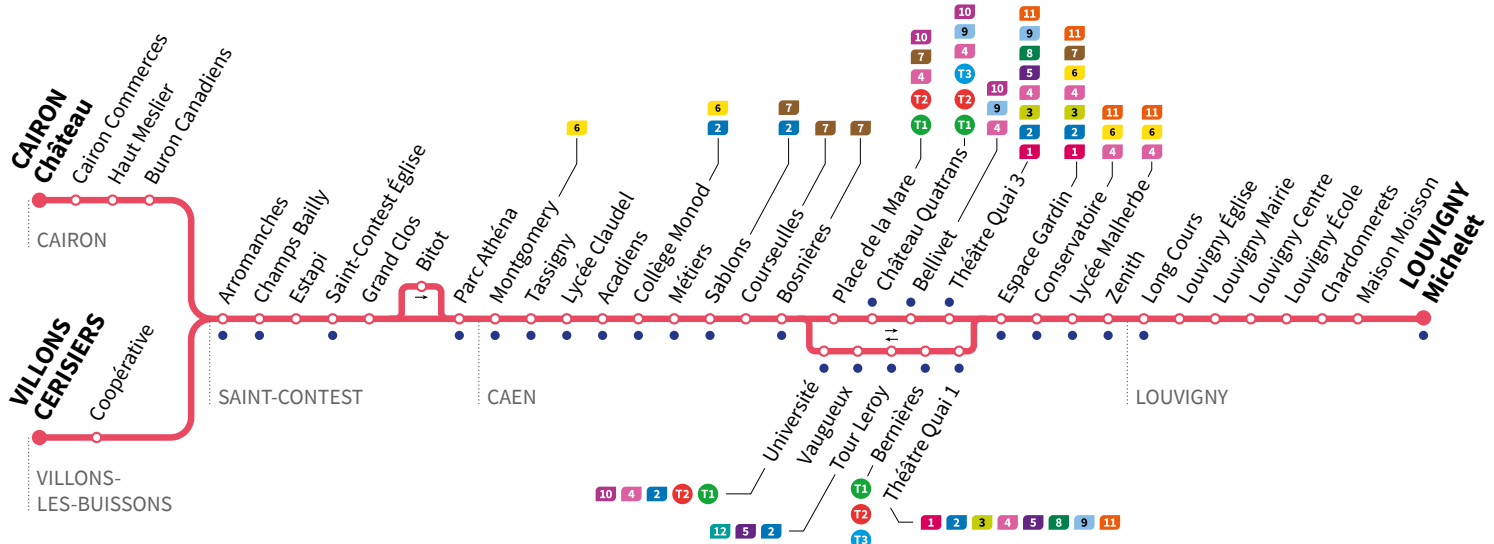 CAIRON
Château
Cairon Commerces
Haut Meslier
Buron Canadiens
CAIRON
VILLONS
CERISIERS
Coopérative
VILLONS-
LES-BUISSONS
Arromanches
Champs Bailly
Estapi
Saint-Contest Église
Grand Clos
Bitot
Parc Athéna
SAINT-CONTEST
Montgomery
6
Tassigny
Lycée Claudel
Acadiens
Collège Monod
6
2
Métiers
Sablons
7
2
Courseulles
7
Bosnières
7
CAEN
Place de la Mare
10
7
4
T2
T1
Château Quatrans
10
9
4
T3
T2
T1
Bellivet
10
9
4
Théâtre Quai 3
11
9
8
5
4
3
2
1
Espace Gardin
11
7
6
4
3
2
1
Conservatoire
11
6
4
Lycée Malherbe
11
6
4
Zenith
Université
10 4 2 T2 T1
Vaugueux
Tour Leroy
12 5 2
Bernières
T1
T2
T3
Théâtre Quai 1
1 2 3 4 5 8 9 11
Long Cours
Louvigny Église
Louvigny Mairie
Louvigny Centre
Louvigny École
Chardonnerets
Maison Moisson
LOUVIGNY
Michelet
LOUVIGNY